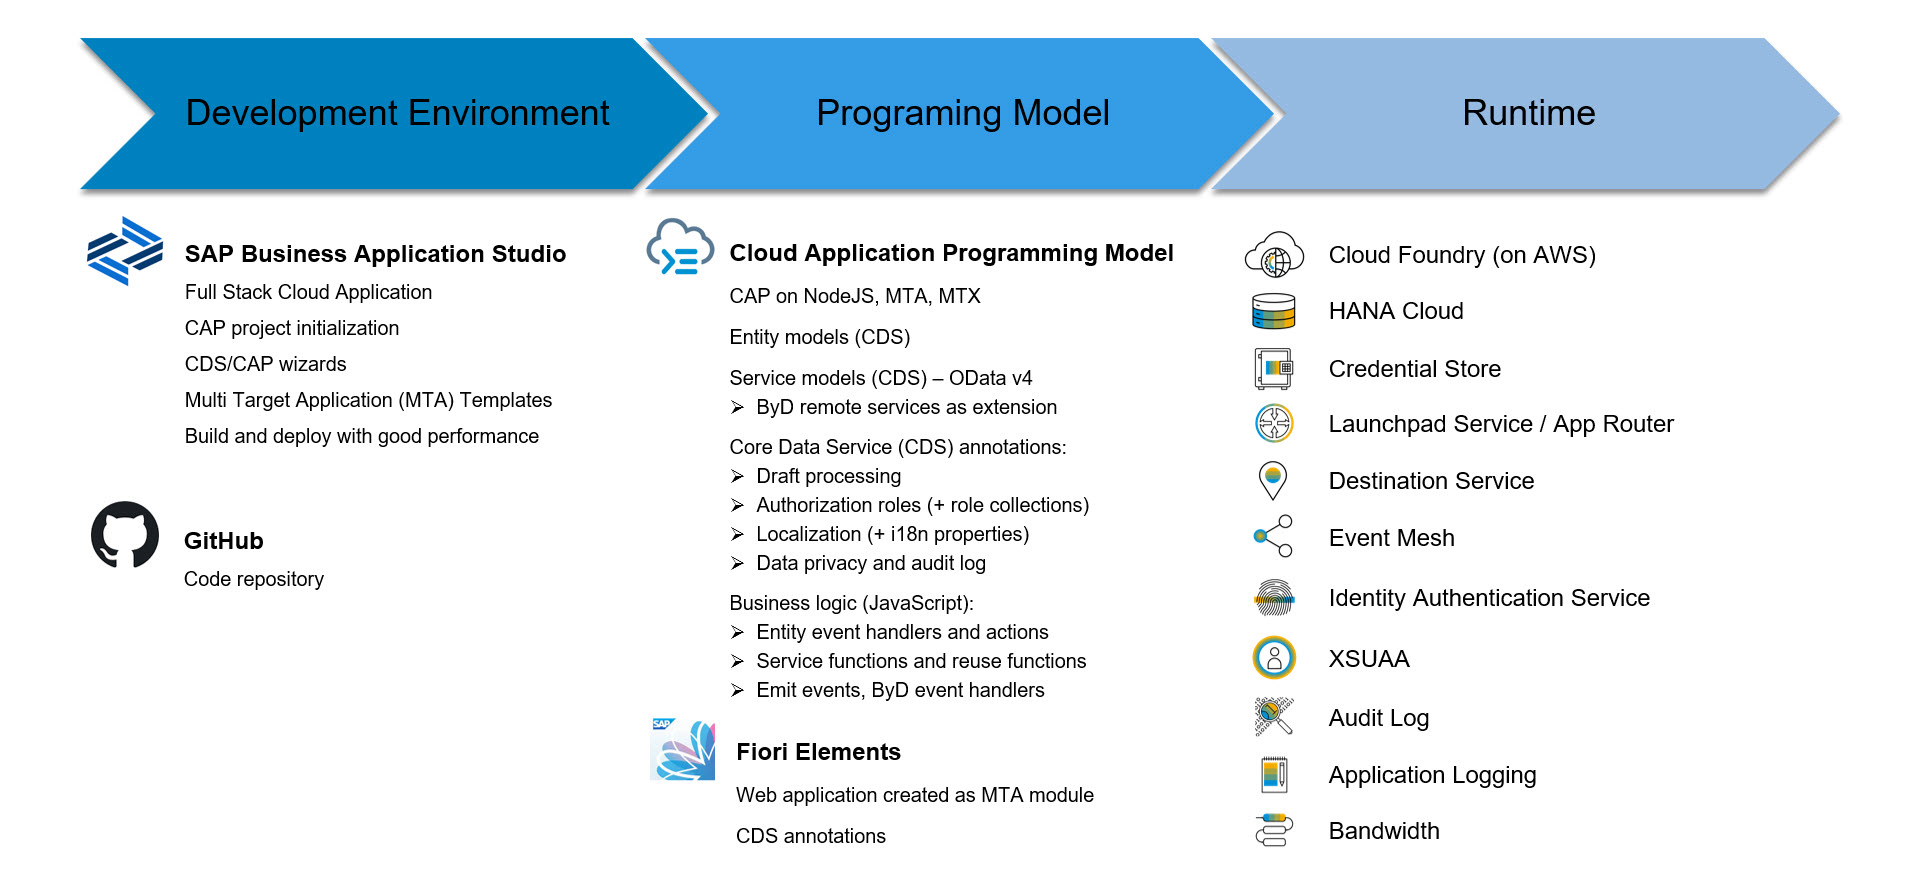 Development Environment
Programing Model
Runtime
SAP Business Application Studio
Full Stack Cloud Application
CAP project initialization
CDS/CAP wizards
Multi Target Application (MTA) Templates
Build and deploy with good performance
GitHub
Code repository
Cloud Application Programming Model
CAP on NodeJS, MTA, MTX
Entity models (CDS)
Service models (CDS) – OData v4
➢ ByD remote services as extension
Core Data Service (CDS) annotations:
➢ Draft processing
➢ Authorization roles (+ role collections)
➢ Localization (+ i18n properties)
➢ Data privacy and audit log
Business logic (JavaScript):
➢ Entity event handlers and actions
➢ Service functions and reuse functions
➢ Emit events, ByD event handlers
SAP
Fiori Elements
Web application created as MTA module
CDS annotations
Cloud Foundry (on AWS)
HANA Cloud
Credential Store
Launchpad Service / App Router
Destination Service
Event Mesh
Identity Authentication Service
XSUAA
Audit Log
Application Logging
Bandwidth